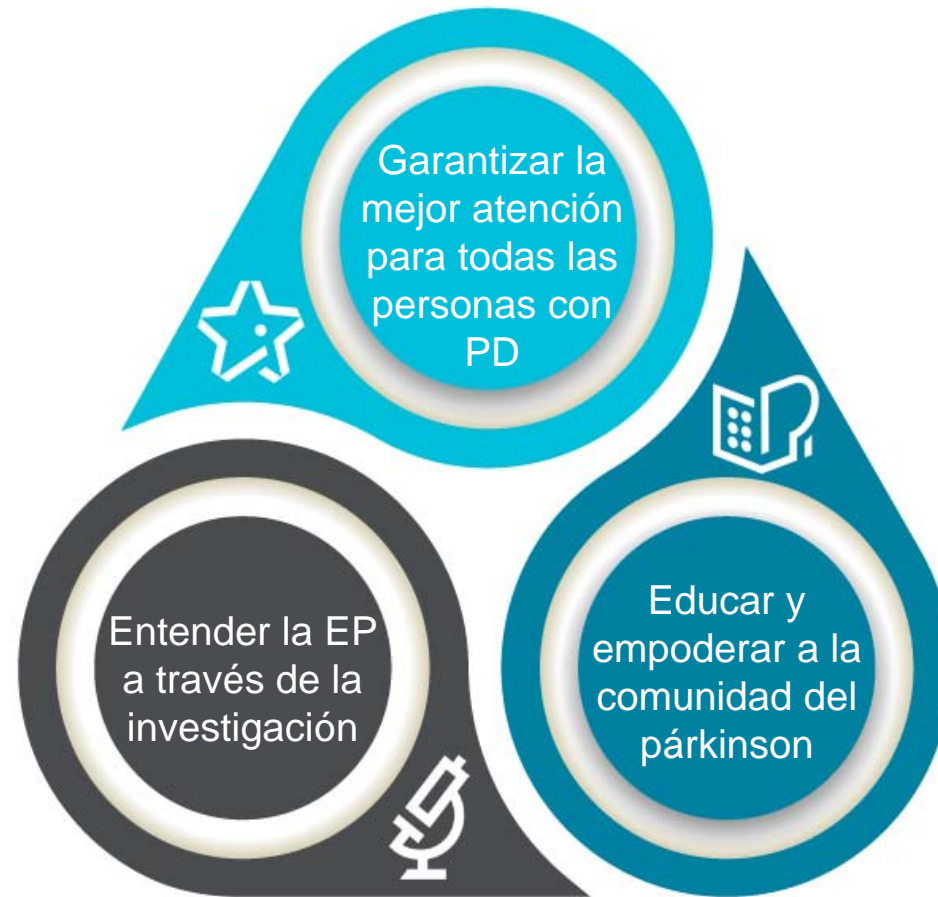 Garantizar la
mejor atención
para todas las
personas con
PD
Entender la EP
a través de la
investigación
Educar y
empoderar a la
comunidad del
párkinson